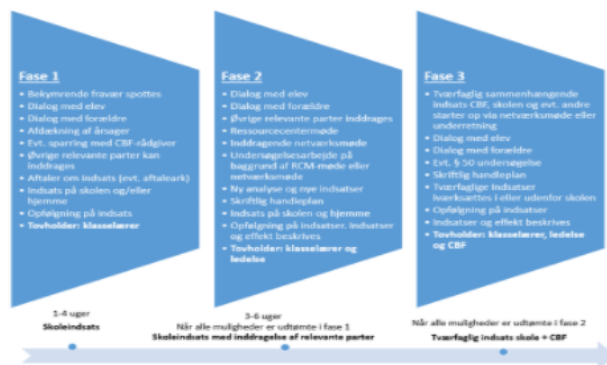 Fase 1
• Bekymrende fravær spottes
• Dialog med elev
• Dialog med forældre
• Afdækning af årsager
• Evt. sparring med CBF-rådgiver
• Øvrige relevante parter kan
inddrages
• Aftaler om indsats (evt. aftaleark)
• Indsats på skolen og/eller
hjemme
• Opfølgning på indsats
• Tovholder: klasselærer
1-4 uger
Skoleindsats
Fase 2
• Dialog med elev
• Dialog med forældre
• Øvrige relevante parter inddrages
• Ressourcecentermøde
• Inddragende netværksmøde
• Undersøgelsesarbejde på
baggrund af RCM-møde eller
netværksmøde
• Ny analyse og nye indsatser
• Skriftlig handleplan
• Indsats på skolen og hjemme
• Opfølgning på indsatser. Indsatser
og effekt beskrives
• Tovholder: klasselærer og
ledelse
3-6 uger
Når alle muligheder er udtømte i fase 1
Skoleindsats med inddragelse af relevante parter
Fase 3
• Tværfaglig sammenhængende
indsats CBF, skolen og evt. andre
starter op via netværksmøde eller
underretning
• Dialog med elev
• Dialog med forældre
• Evt. § 50 undersøgelse
• Skriftlig handleplan
• Tværfaglige indsatser
iværksættes i eller udenfor skolen
• Opfølgning på indsatser
• Indsatser og effekt beskrives
• Tovholder: klasselærer, ledelse
og CBF
Når alle muligheder er udtømte i fase 2
Tværfaglig indsats skole + CBF